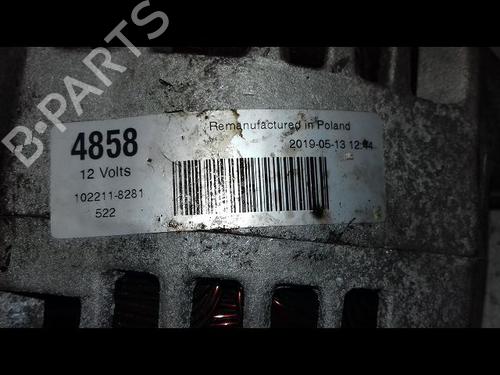 B-PARTS
4858
12 Volts
102211-8281
522
Remanufactured in Poland
2019-05-13 12:44